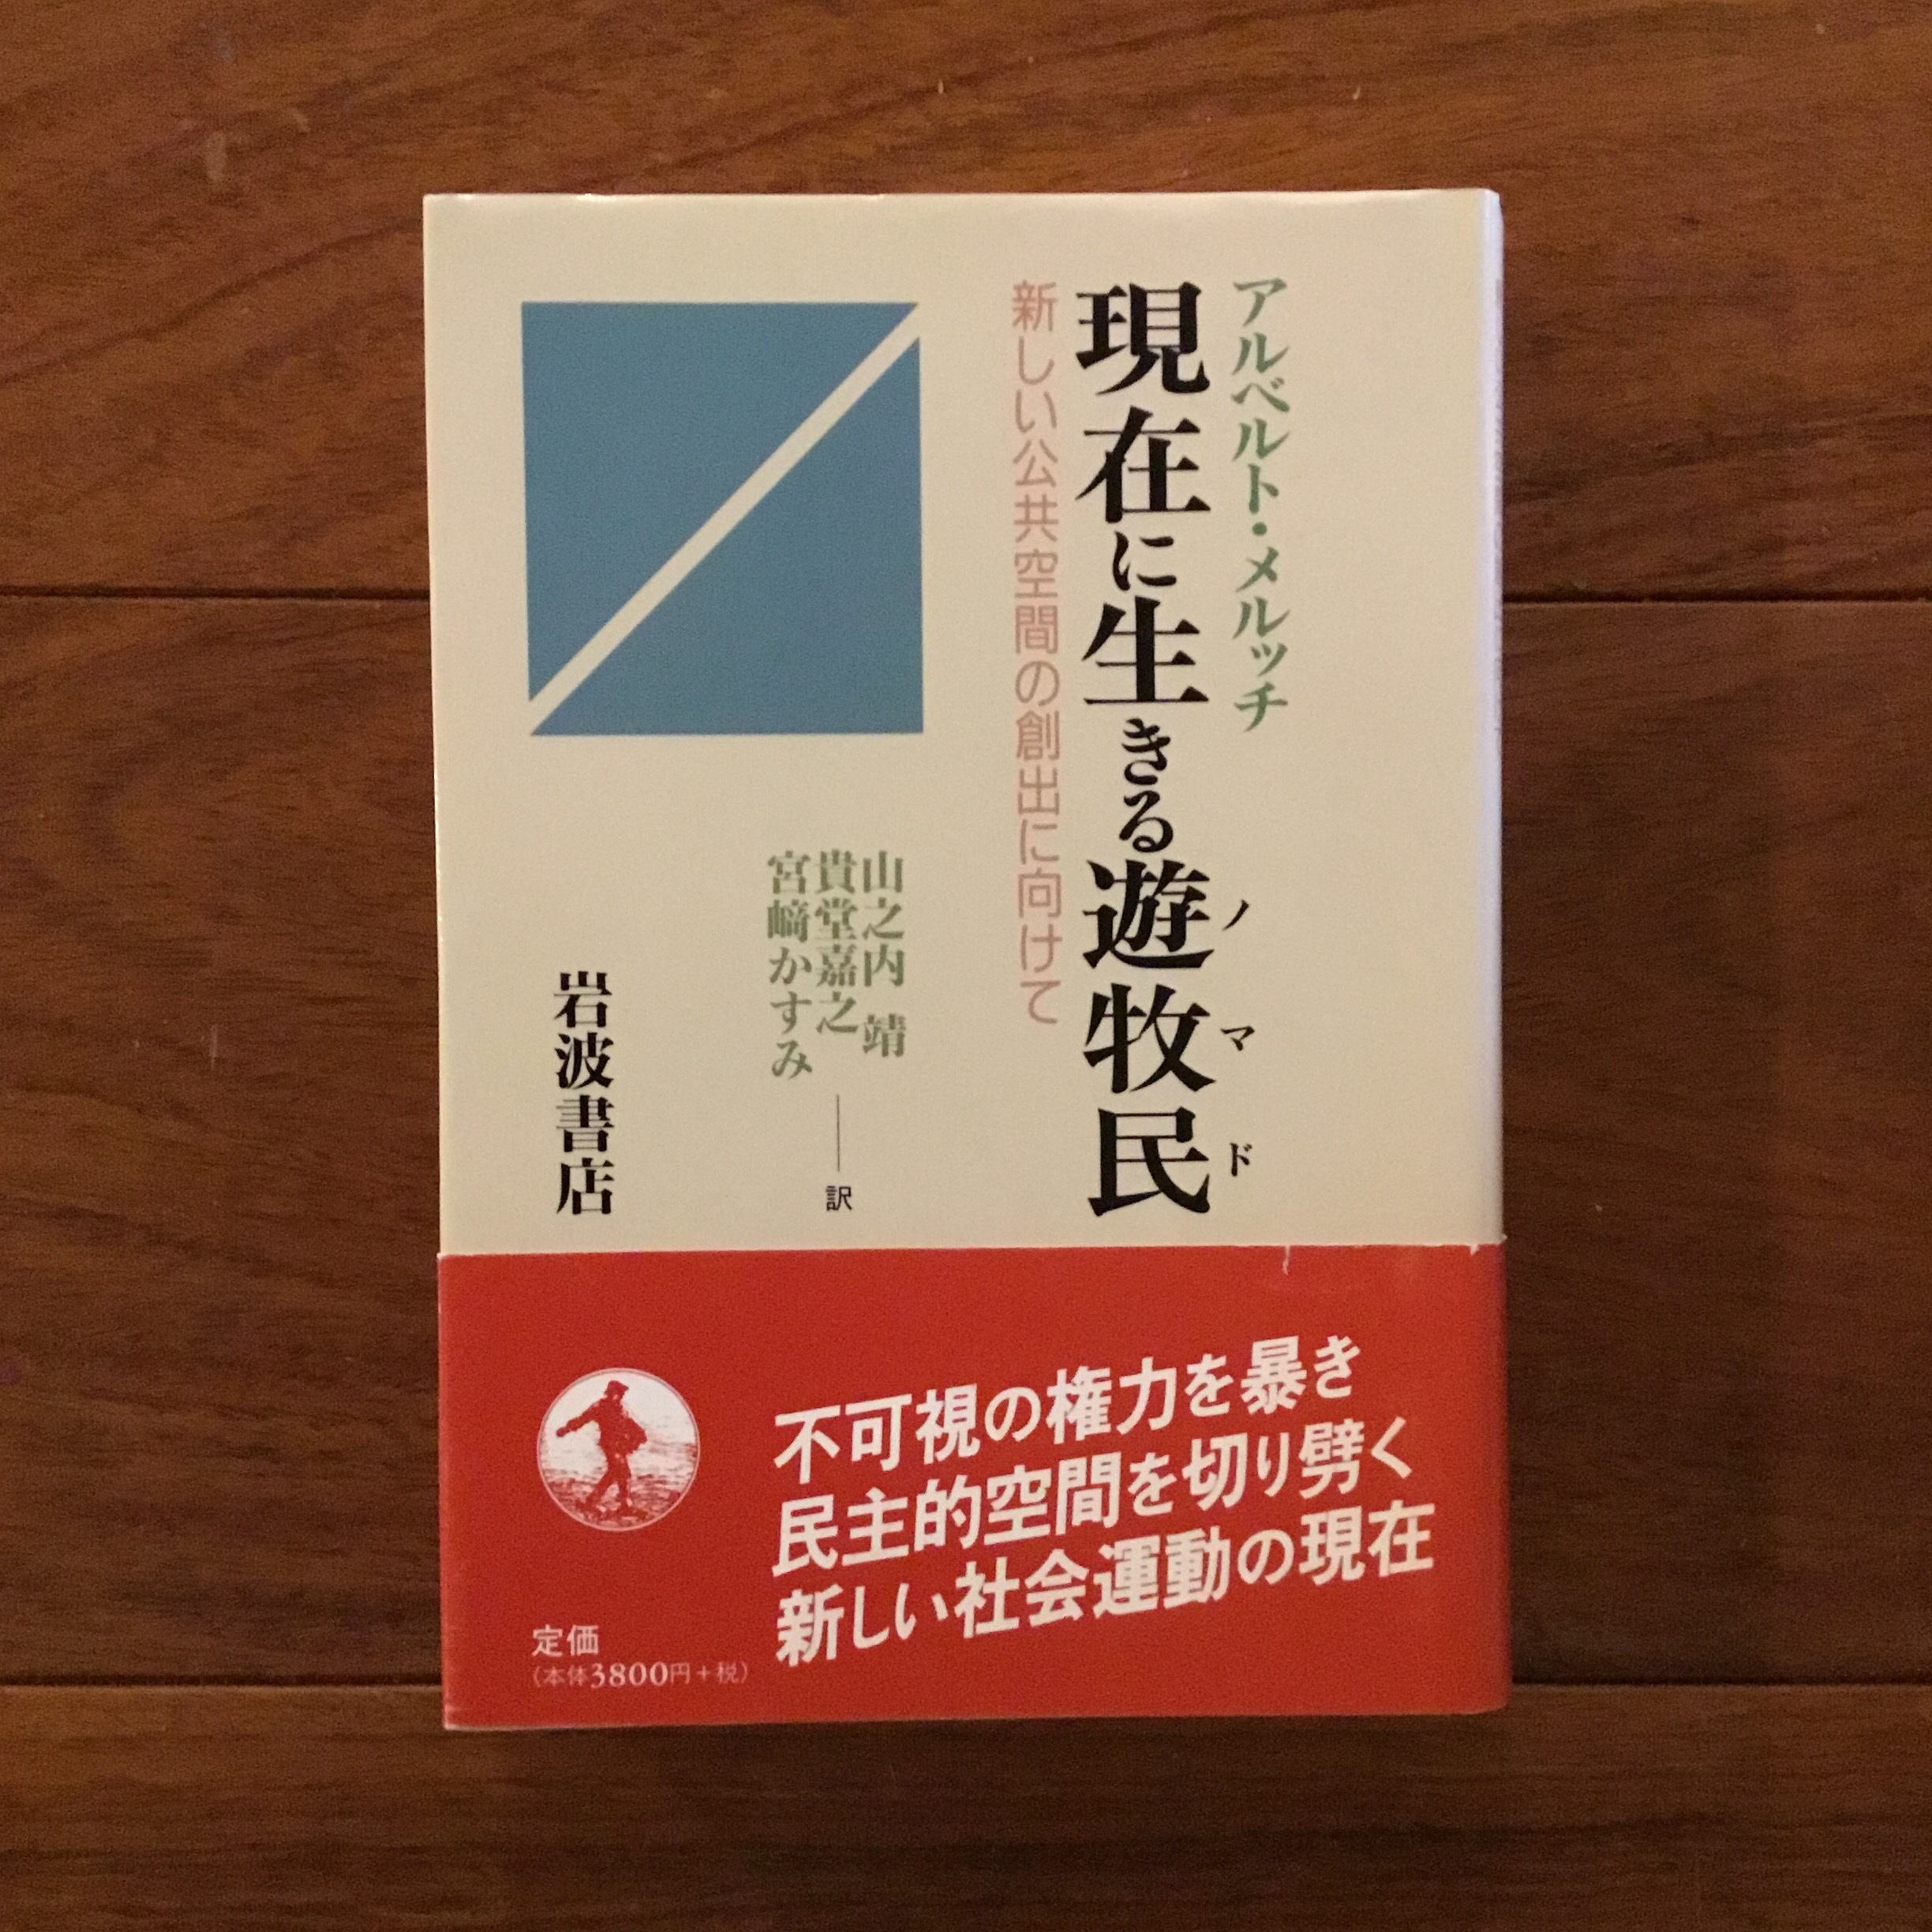 アルベルト・メルッチ
ノマド
現在に生きる遊牧民
新しい公共空間の創出に向けて
山之内 靖
貴堂嘉之
宮﨑かすみ
訳
岩波書店
不可視の権力を暴き
民主的空間を切り劈く
新しい社会運動の現在
定価
(本体3800円+税)